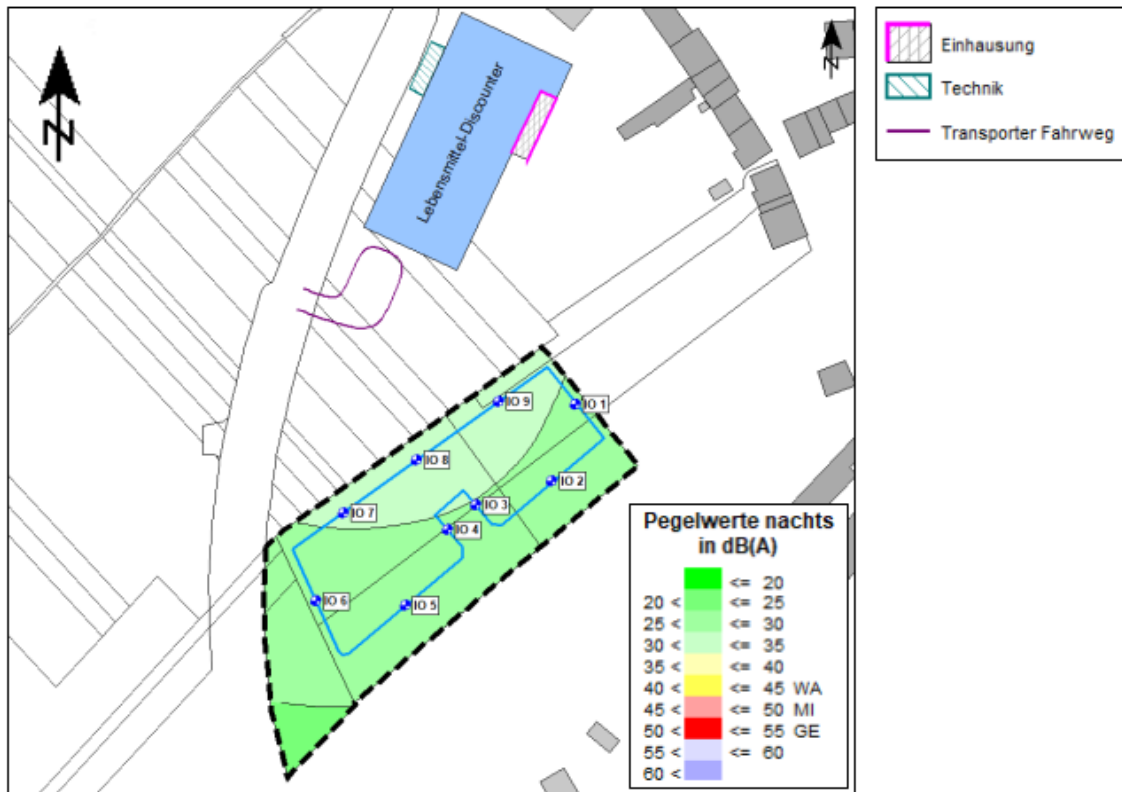 N
N
Lebensmittel-Discounter
Einhausung
Technik
Transporter Fahrweg
IO 9
IO 1
IO 8
IO 2
IO 3
IO 7
IO 4
IO 6
IO 5
Pegelwerte nachts
in dB(A)
<= 20
20 < <= 25
25 < <= 30
30 < <= 35
35 < <= 40
40 < <= 45 WA
45 < <= 50 MI
50 < <= 55 GE
55 < <= 60
60 <